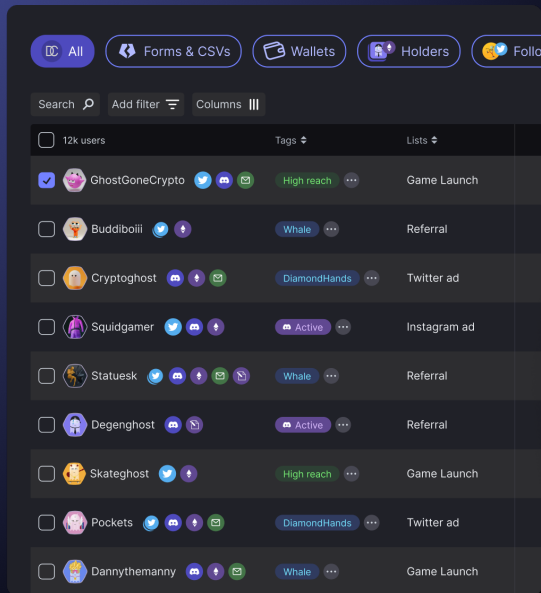 DC All Forms & CSVs Wallets Holders Follo
Search Add filter Columns
12k users Tags Lists
GhostGoneCrypto High reach Game Launch
Buddiboiii Whale Referral
Cryptoghost DiamondHands Twitter ad
Squidgamer Active Instagram ad
Statuesk Whale Referral
Degenghost Active Referral
Skateghost High reach Game Launch
Pockets DiamondHands Twitter ad
Dannythemanny Whale Game Launch